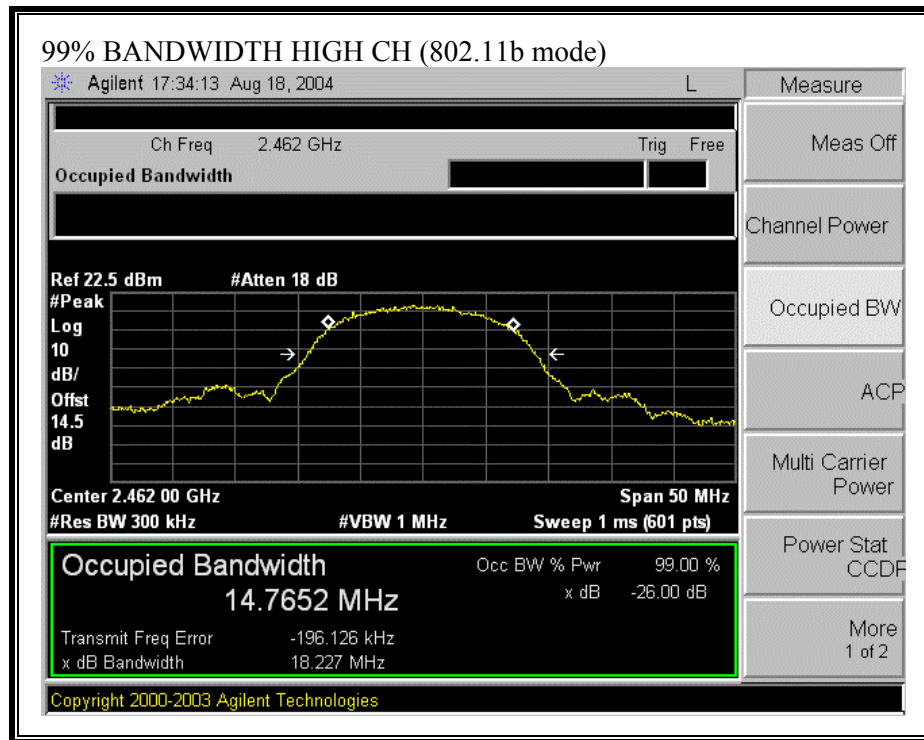 99% BANDWIDTH HIGH CH (802.11b mode)
Agilent 17:34:13 Aug 18, 2004 L
Measure
Ch Freq 2.462 GHz Trig Free
Occupied Bandwidth
Meas Off
Channel Power
Occupied BW
ACP
Multi Carrier
Power
Power Stat
CCDF
More
1 of 2
Ref 22.5 dBm #Atten 18 dB
#Peak
Log
10
dB/
Offst
14.5
dB
Center 2.462 00 GHz Span 50 MHz
#Res BW 300 kHz #VBW 1 MHz Sweep 1 ms (601 pts)
Occupied Bandwidth Occ BW % Pwr 99.00 %
14.7652 MHz x dB -26.00 dB
Transmit Freq Error -196.126 kHz
x dB Bandwidth 18.227 MHz
Copyright 2000-2003 Agilent Technologies